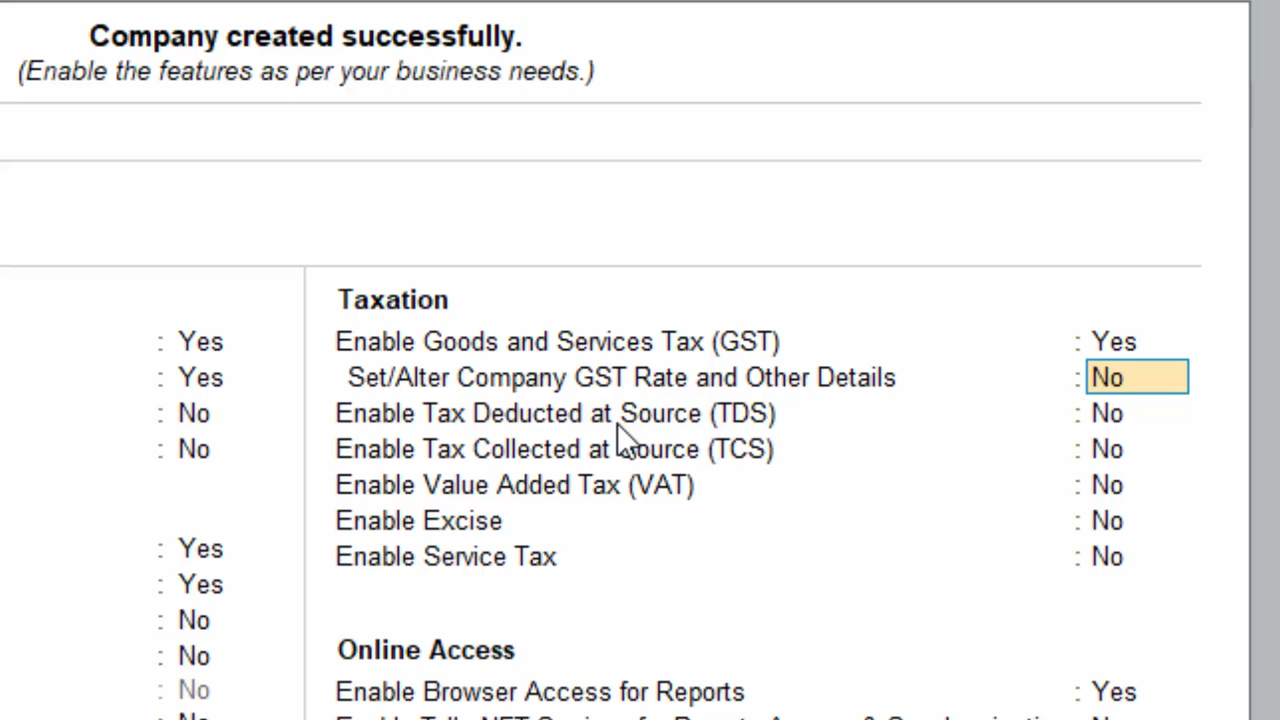 Company created successfully.
(Enable the features as per your business needs.)
: Yes
: Yes
: No
: No
: Yes
: Yes
: No
: No
No
Taxation
Enable Goods and Services Tax (GST) : Yes
Set/Alter Company GST Rate and Other Details : No
Enable Tax Deducted at Source (TDS) : No
Enable Tax Collected at Source (TCS) : No
Enable Value Added Tax (VAT) : No
Enable Excise : No
Enable Service Tax : No
Online Access
Enable Browser Access for Reports : Yes